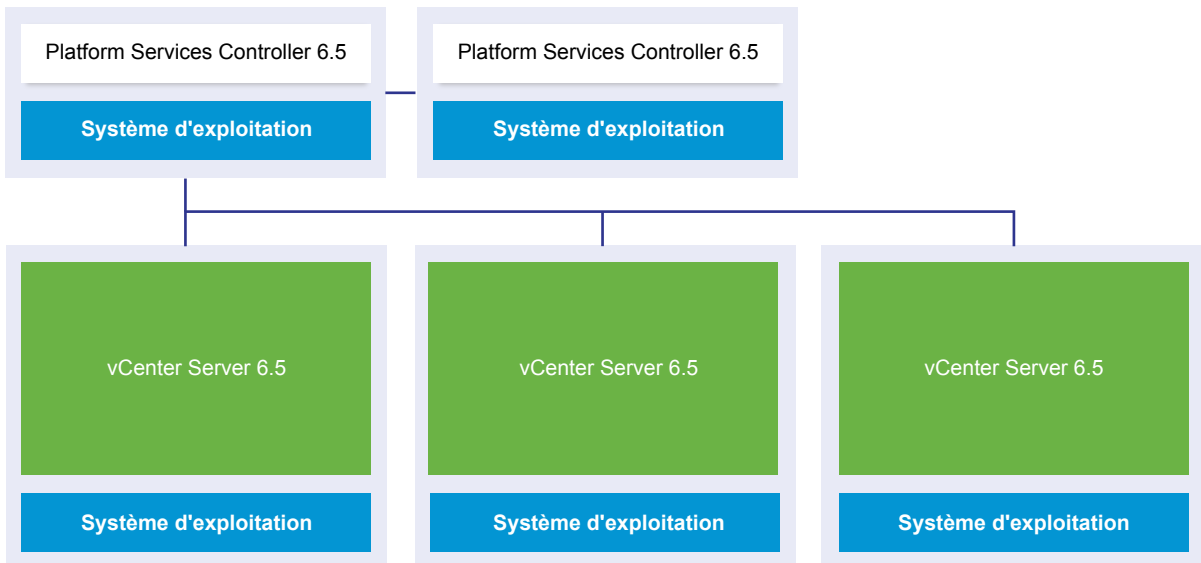 Platform Services Controller 6.5
Platform Services Controller 6.5
Système d'exploitation
Système d'exploitation
vCenter Server 6.5
vCenter Server 6.5
vCenter Server 6.5
Système d'exploitation
Système d'exploitation
Système d'exploitation